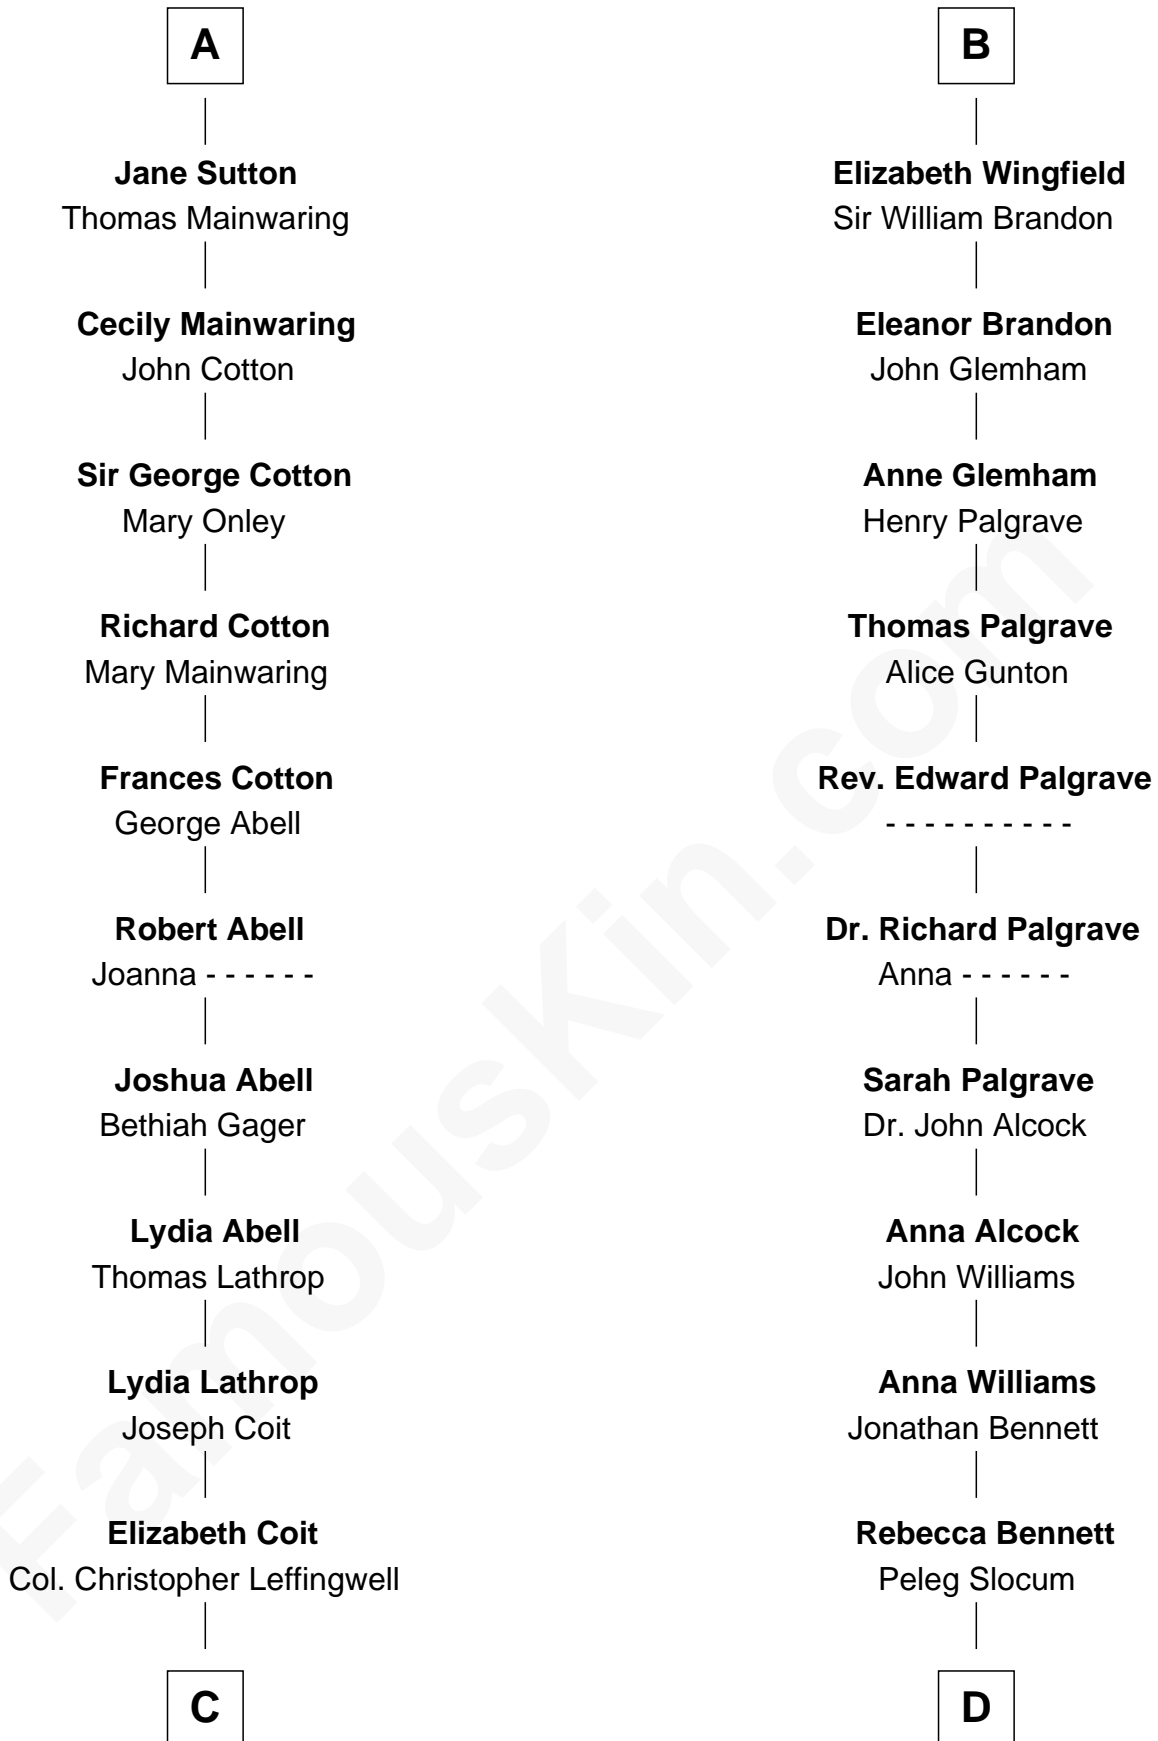 A
Jane Sutton
Thomas Mainwaring
Cecily Mainwaring
John Cotton
Sir George Cotton
Mary Onley
Richard Cotton
Mary Mainwaring
Frances Cotton
George Abell
Robert Abell
Joanna - - - - - -
Joshua Abell
Bethiah Gager
Lydia Abell
Thomas Lathrop
Lydia Lathrop
Joseph Coit
Elizabeth Coit
Col. Christopher Leffingwell
C
B
Elizabeth Wingfield
Sir William Brandon
Eleanor Brandon
John Glemham
Anne Glemham
Henry Palgrave
Thomas Palgrave
Alice Gunton
Rev. Edward Palgrave
- - - - - - - - - -
Dr. Richard Palgrave
Anna - - - - - -
Sarah Palgrave
Dr. John Alcock
Anna Alcock
John Williams
Anna Williams
Jonathan Bennett
Rebecca Bennett
Peleg Slocum
D
FamousKin.com